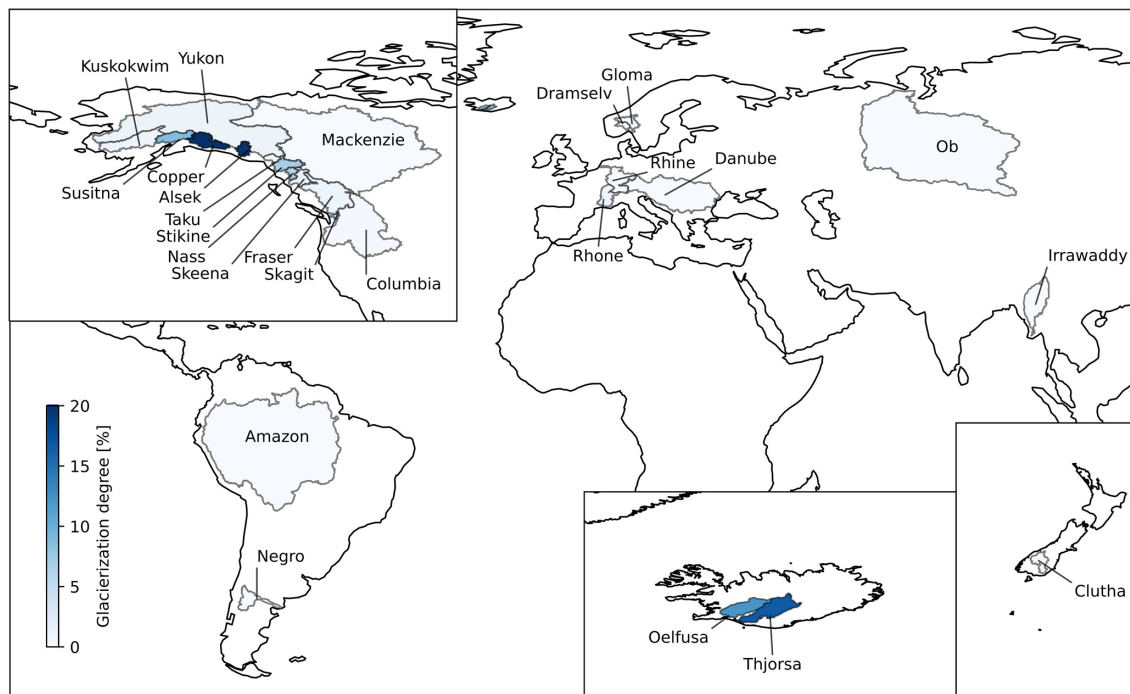 Kuskokwim
Yukon
Mackenzie
Susitna
Copper
Alsek
Taku
Stikine
Nass
Skeena
Fraser
Skagit
Columbia
Gloma
Dramselv
Rhine
Danube
Rhone
Ob
Irrawaddy
Amazon
Negro
20
15
10
5
0
Glacierization degree [%]
Oelfusa
Thjorsa
Clutha